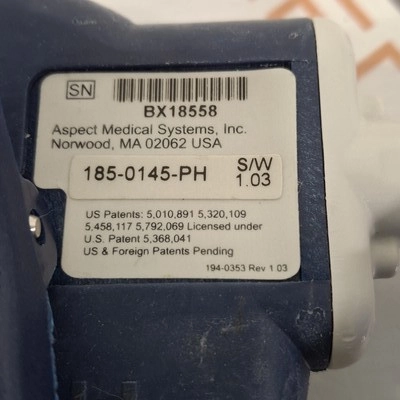 SN
BX18558
Aspect Medical Systems, Inc.
Norwood, MA 02062 USA
185-0145-PH S/W 1.03
US Patents: 5,010,891 5,320,109
5,458,117 5,792,069 Licensed under
U.S. Patent 5,368,041
US & Foreign Patents Pending
194-0353 Rev 1.03